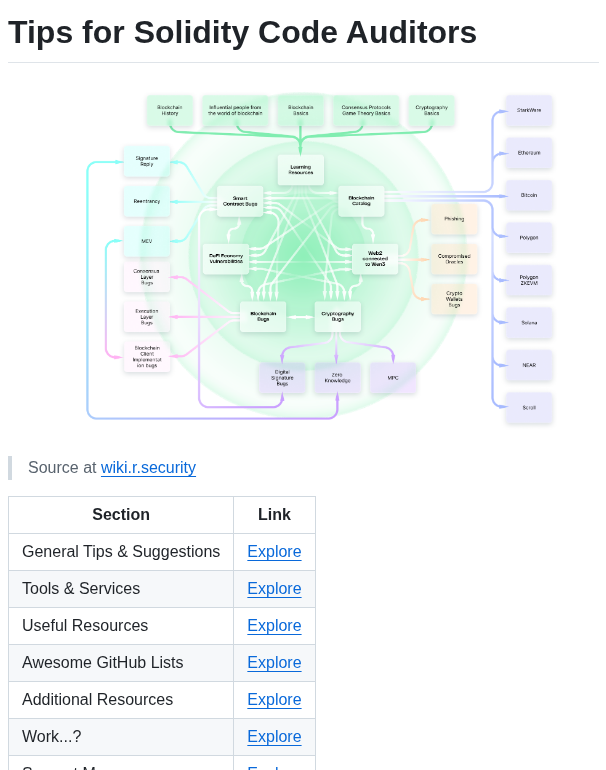 Tips for Solidity Code Auditors
Blockchain
History
Influential people from
the world of blockchain
Blockchain
Basics
Consensus Protocols
Game Theory Basics
Cryptography
Basics
StarkWare
Ethereum
Bitcoin
Polygon
Polygon
ZKEVM
Solana
NEAR
Scroll
Learning
Resources
Signature
Reply
Reentrancy
MEV
Consensus
Layer
Bugs
Execution
Layer
Bugs
Blockchain
Client
Implementat
ion bugs
Smart
Contract Bugs
Blockchain
Catalog
DeFi Economy
Vulnerabilities
Web2
connected
to Web3
Phishing
Compromised
Oracles
Crypto
Wallets
Bugs
Blockchain
Bugs
Cryptography
Bugs
Digital
Signature
Bugs
Zero
Knowledge
MPC
Source at wiki.r.security
Section Link
General Tips & Suggestions Explore
Tools & Services Explore
Useful Resources Explore
Awesome GitHub Lists Explore
Additional Resources Explore
Work...? Explore